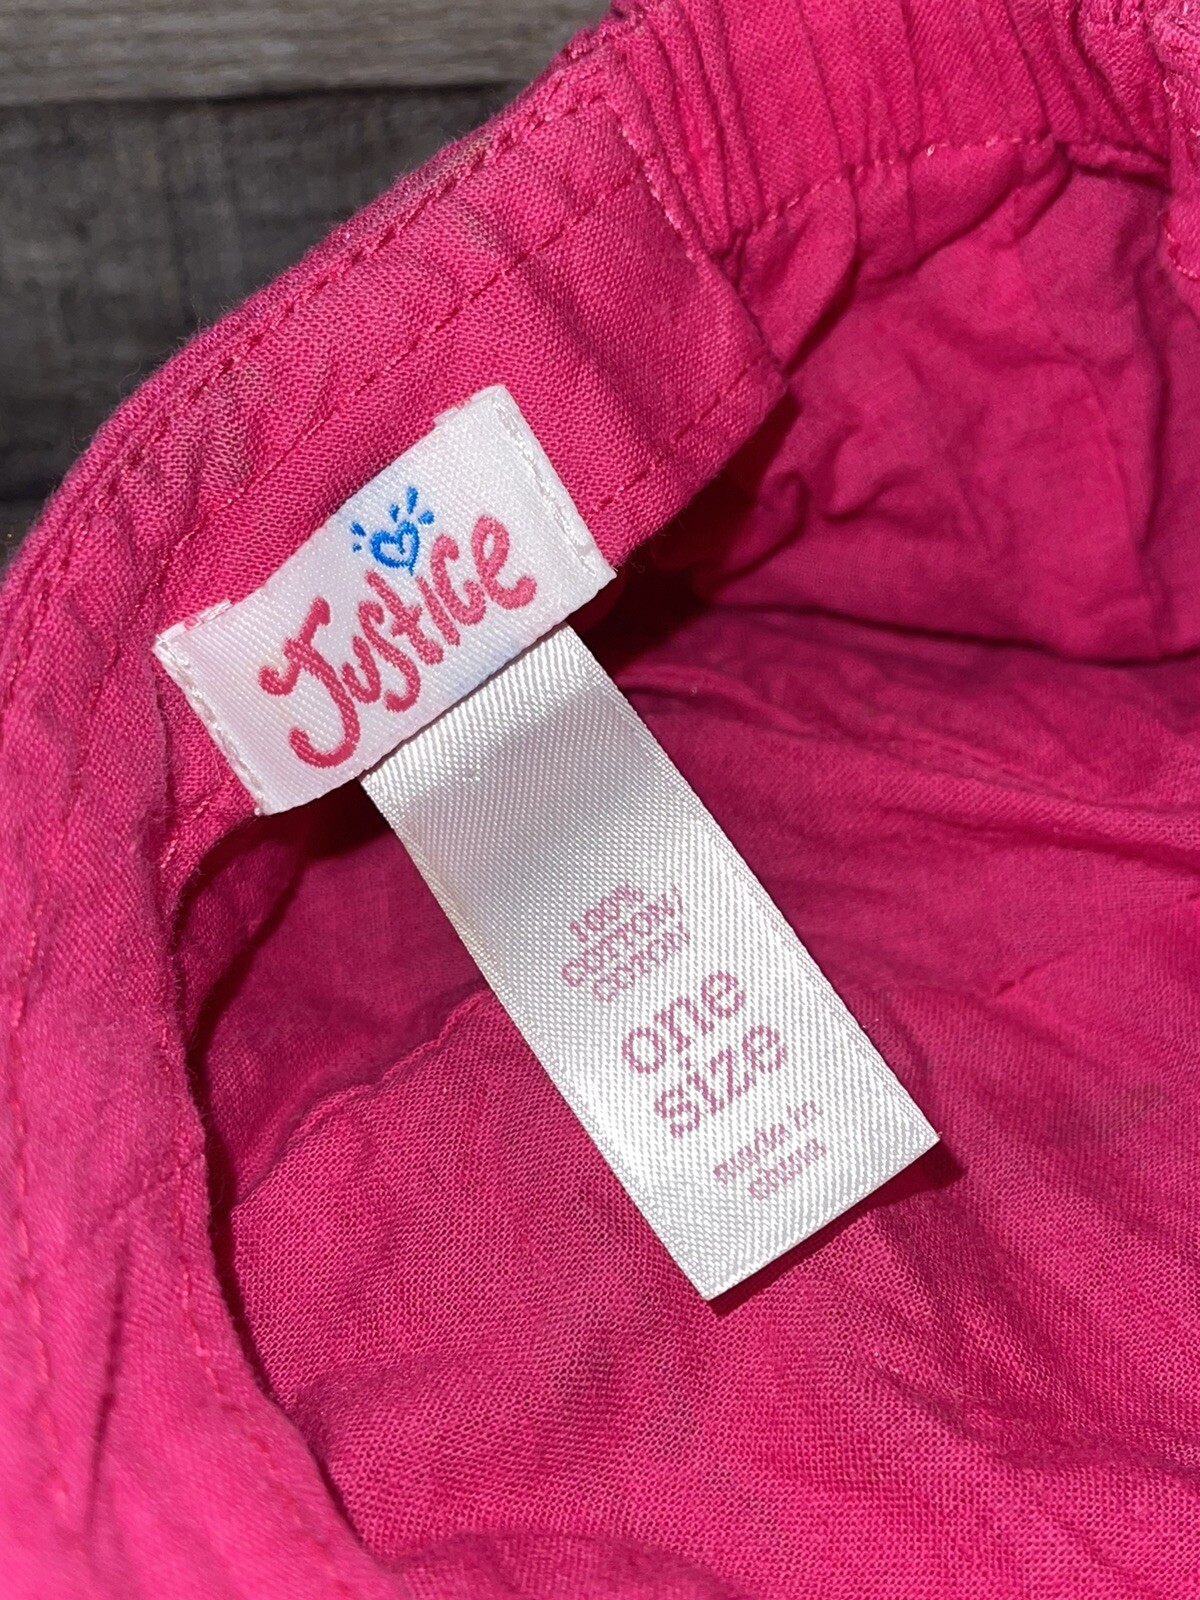 Justice
100%
COTTON/
COTON
one
size
made in
china